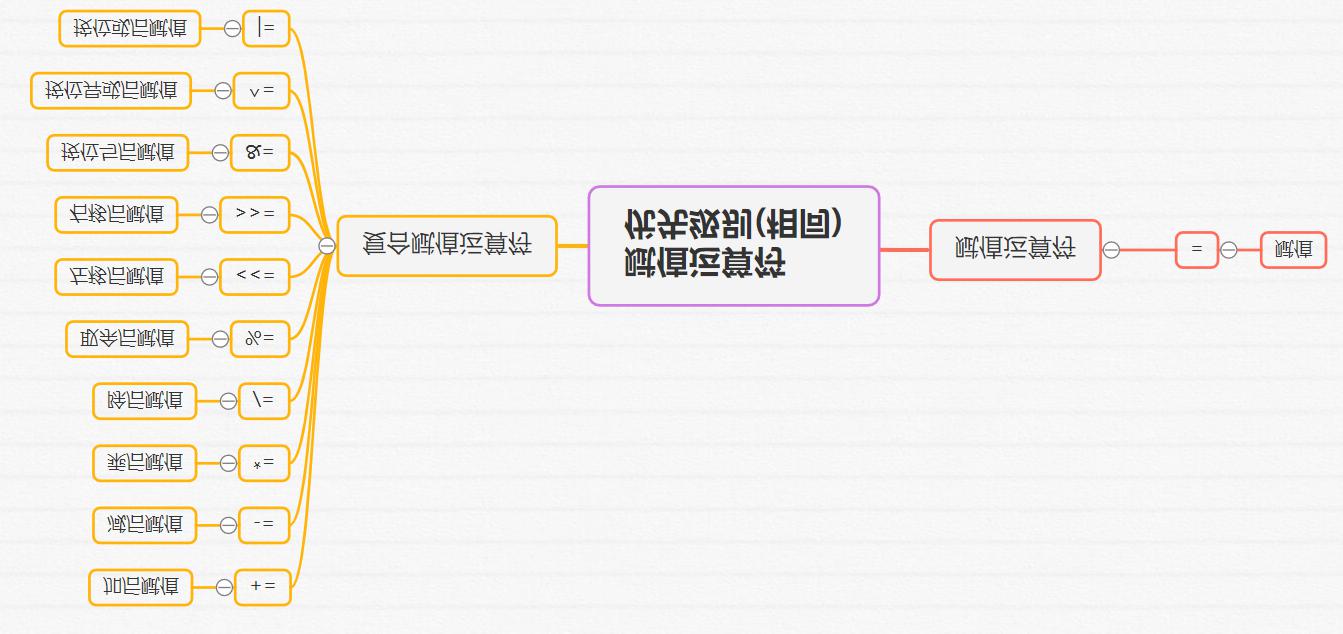 加后赋值
+=
减后赋值
-=
乘后赋值
*=
除后赋值
/=
取余后赋值
%=
左移后赋值
<<=
右移后赋值
>>=
按位与后赋值
&=
按位异或后赋值
^=
按位或后赋值
|=
复合赋值运算符
赋值运算符
优先级别(相同)
赋值运算符
=
赋值